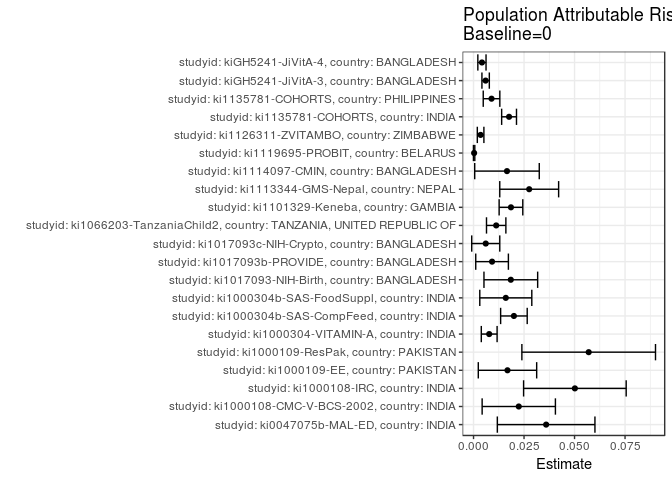 Population Attributable Ris
Baseline=0
studyid: kiGH5241-JiVitA-4, country: BANGLADESH
studyid: kiGH5241-JiVitA-3, country: BANGLADESH
studyid: ki1135781-COHORTS, country: PHILIPPINES
studyid: ki1135781-COHORTS, country: INDIA
studyid: ki1126311-ZVITAMBO, country: ZIMBABWE
studyid: ki1119695-PROBIT, country: BELARUS
studyid: ki1114097-CMIN, country: BANGLADESH
studyid: ki1113344-GMS-Nepal, country: NEPAL
studyid: ki1101329-Keneba, country: GAMBIA
studyid: ki1066203-TanzaniaChild2, country: TANZANIA, UNITED REPUBLIC OF
studyid: ki1017093c-NIH-Crypto, country: BANGLADESH
studyid: ki1017093b-PROVIDE, country: BANGLADESH
studyid: ki1017093-NIH-Birth, country: BANGLADESH
studyid: ki1000304b-SAS-FoodSuppl, country: INDIA
studyid: ki1000304b-SAS-CompFeed, country: INDIA
studyid: ki1000304-VITAMIN-A, country: INDIA
studyid: ki1000109-ResPak, country: PAKISTAN
studyid: ki1000109-EE, country: PAKISTAN
studyid: ki1000108-IRC, country: INDIA
studyid: ki1000108-CMC-V-BCS-2002, country: INDIA
studyid: ki0047075b-MAL-ED, country: INDIA
0.000 0.025 0.050 0.075
Estimate